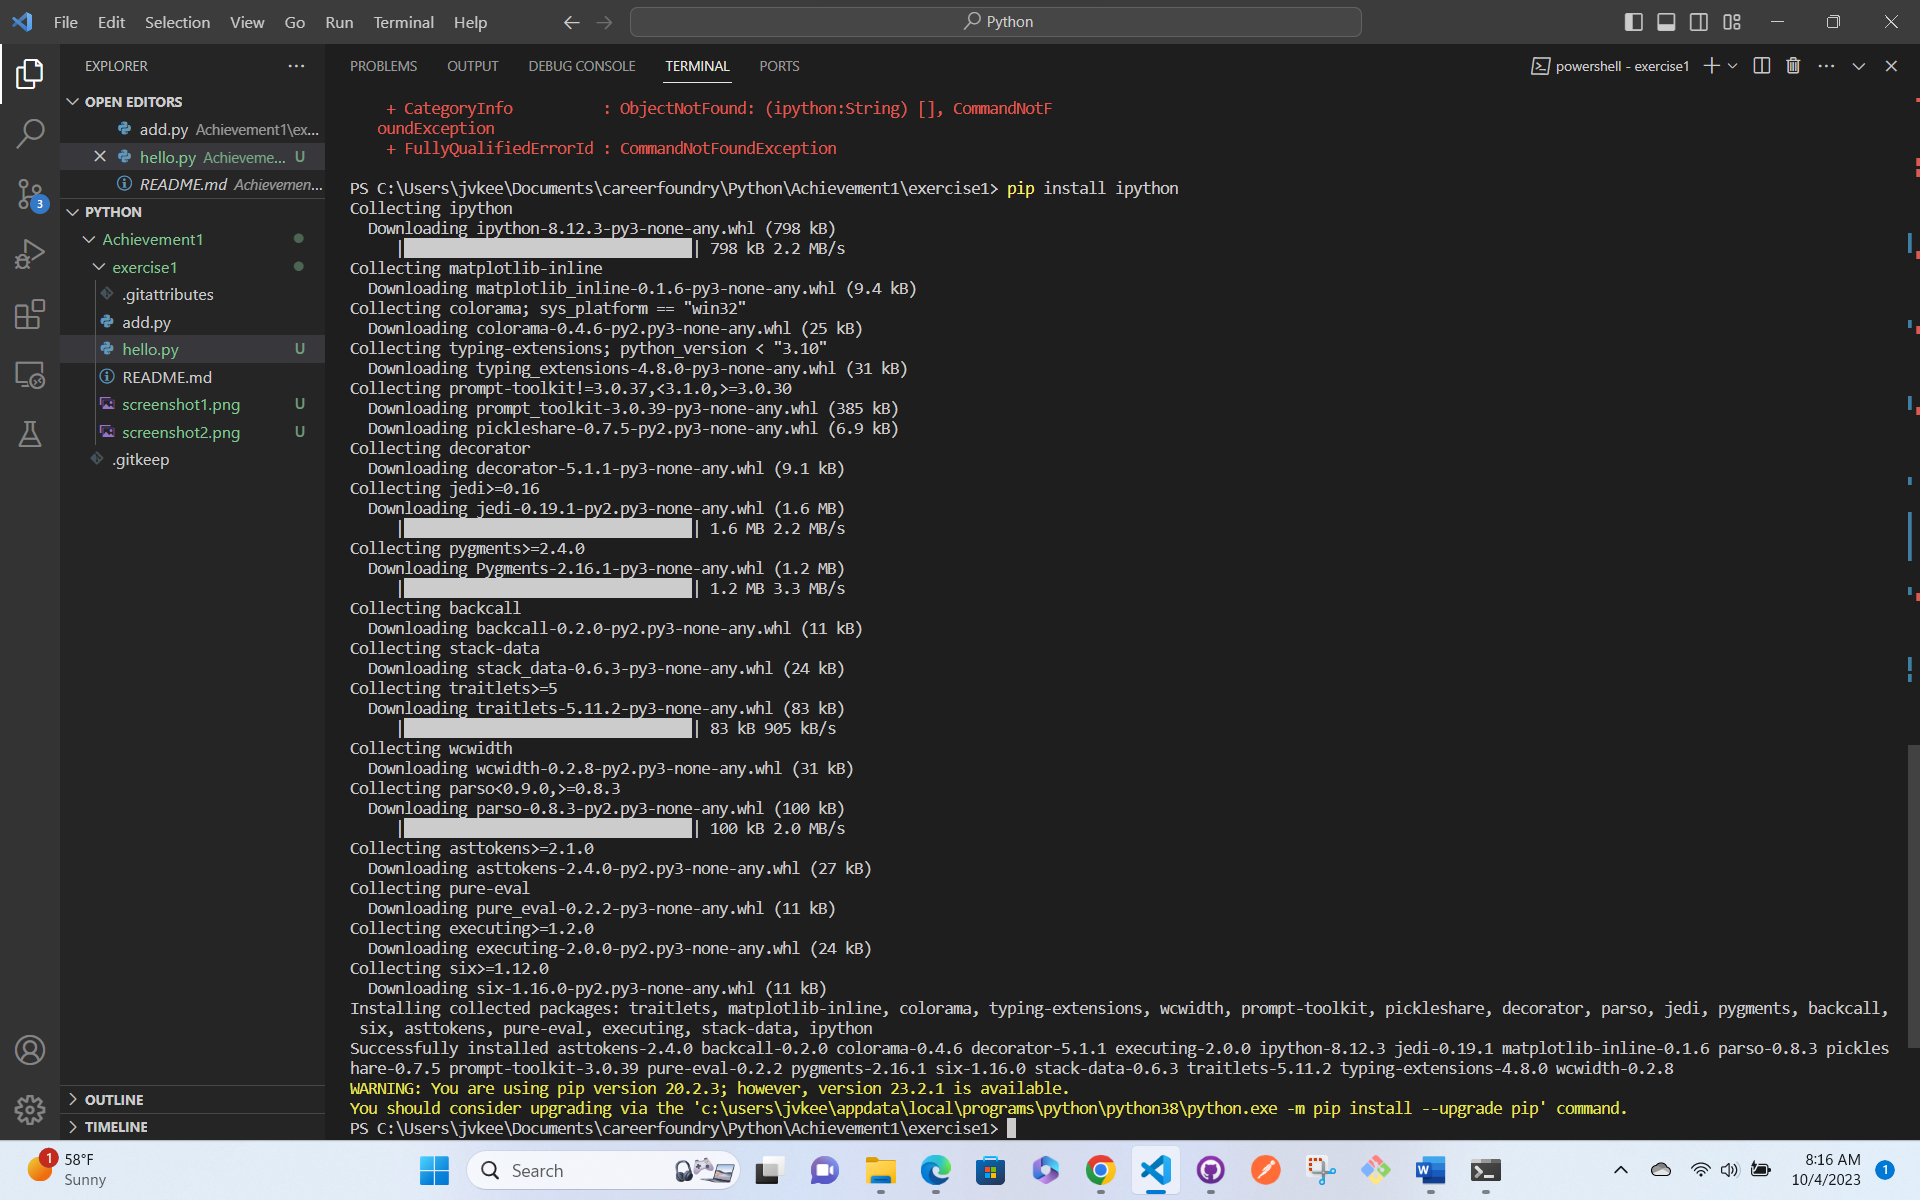 File Edit Selection View Go Run Terminal Help
Python
EXPLORER
OPEN EDITORS
add.py Achievement1\ex...
hello.py Achieveme... U
README.md Achievemen...
3
PYTHON
Achievement1
exercise1
.gitattributes
add.py
hello.py U
README.md
screenshot1.png U
screenshot2.png U
.gitkeep
OUTLINE
TIMELINE
PROBLEMS OUTPUT DEBUG CONSOLE TERMINAL PORTS
powershell - exercise1
+ CategoryInfo : ObjectNotFound: (ipython:String) [], CommandNotF
oundException
+ FullyQualifiedErrorId : CommandNotFoundException
PS C:\Users\jvkee\Documents\careerfoundry\Python\Achievement1\exercise1> pip install ipython
Collecting ipython
Downloading ipython-8.12.3-py3-none-any.whl (798 kB)
| | 798 kB 2.2 MB/s
Collecting matplotlib-inline
Downloading matplotlib_inline-0.1.6-py3-none-any.whl (9.4 kB)
Collecting colorama; sys_platform == "win32"
Downloading colorama-0.4.6-py2.py3-none-any.whl (25 kB)
Collecting typing-extensions; python_version < "3.10"
Downloading typing_extensions-4.8.0-py3-none-any.whl (31 kB)
Collecting prompt-toolkit!=3.0.37,<3.1.0,>=3.0.30
Downloading prompt_toolkit-3.0.39-py3-none-any.whl (385 kB)
Downloading pickleshare-0.7.5-py2.py3-none-any.whl (6.9 kB)
Collecting decorator
Downloading decorator-5.1.1-py3-none-any.whl (9.1 kB)
Collecting jedi>=0.16
Downloading jedi-0.19.1-py2.py3-none-any.whl (1.6 MB)
| | 1.6 MB 2.2 MB/s
Collecting pygments>=2.4.0
Downloading Pygments-2.16.1-py3-none-any.whl (1.2 MB)
| | 1.2 MB 3.3 MB/s
Collecting backcall
Downloading backcall-0.2.0-py2.py3-none-any.whl (11 kB)
Collecting stack-data
Downloading stack_data-0.6.3-py3-none-any.whl (24 kB)
Collecting traitlets>=5
Downloading traitlets-5.11.2-py3-none-any.whl (83 kB)
| | 83 kB 905 kB/s
Collecting wcwidth
Downloading wcwidth-0.2.8-py2.py3-none-any.whl (31 kB)
Collecting parso<0.9.0,>=0.8.3
Downloading parso-0.8.3-py2.py3-none-any.whl (100 kB)
| | 100 kB 2.0 MB/s
Collecting asttokens>=2.1.0
Downloading asttokens-2.4.0-py2.py3-none-any.whl (27 kB)
Collecting pure-eval
Downloading pure_eval-0.2.2-py3-none-any.whl (11 kB)
Collecting executing>=1.2.0
Downloading executing-2.0.0-py2.py3-none-any.whl (24 kB)
Collecting six>=1.12.0
Downloading six-1.16.0-py2.py3-none-any.whl (11 kB)
Installing collected packages: traitlets, matplotlib-inline, colorama, typing-extensions, wcwidth, prompt-toolkit, pickleshare, decorator, parso, jedi, pygments, backcall,
six, asttokens, pure-eval, executing, stack-data, ipython
Successfully installed asttokens-2.4.0 backcall-0.2.0 colorama-0.4.6 decorator-5.1.1 executing-2.0.0 ipython-8.12.3 jedi-0.19.1 matplotlib-inline-0.1.6 parso-0.8.3 pickles
hare-0.7.5 prompt-toolkit-3.0.39 pure-eval-0.2.2 pygments-2.16.1 six-1.16.0 stack-data-0.6.3 traitlets-5.11.2 typing-extensions-4.8.0 wcwidth-0.2.8
WARNING: You are using pip version 20.2.3; however, version 23.2.1 is available.
You should consider upgrading via the 'c:\users\jvkee\appdata\local\programs\python\python38\python.exe -m pip install --upgrade pip' command.
PS C:\Users\jvkee\Documents\careerfoundry\Python\Achievement1\exercise1>
1
58°F
Sunny
Search
W
8:16 AM
10/4/2023
1